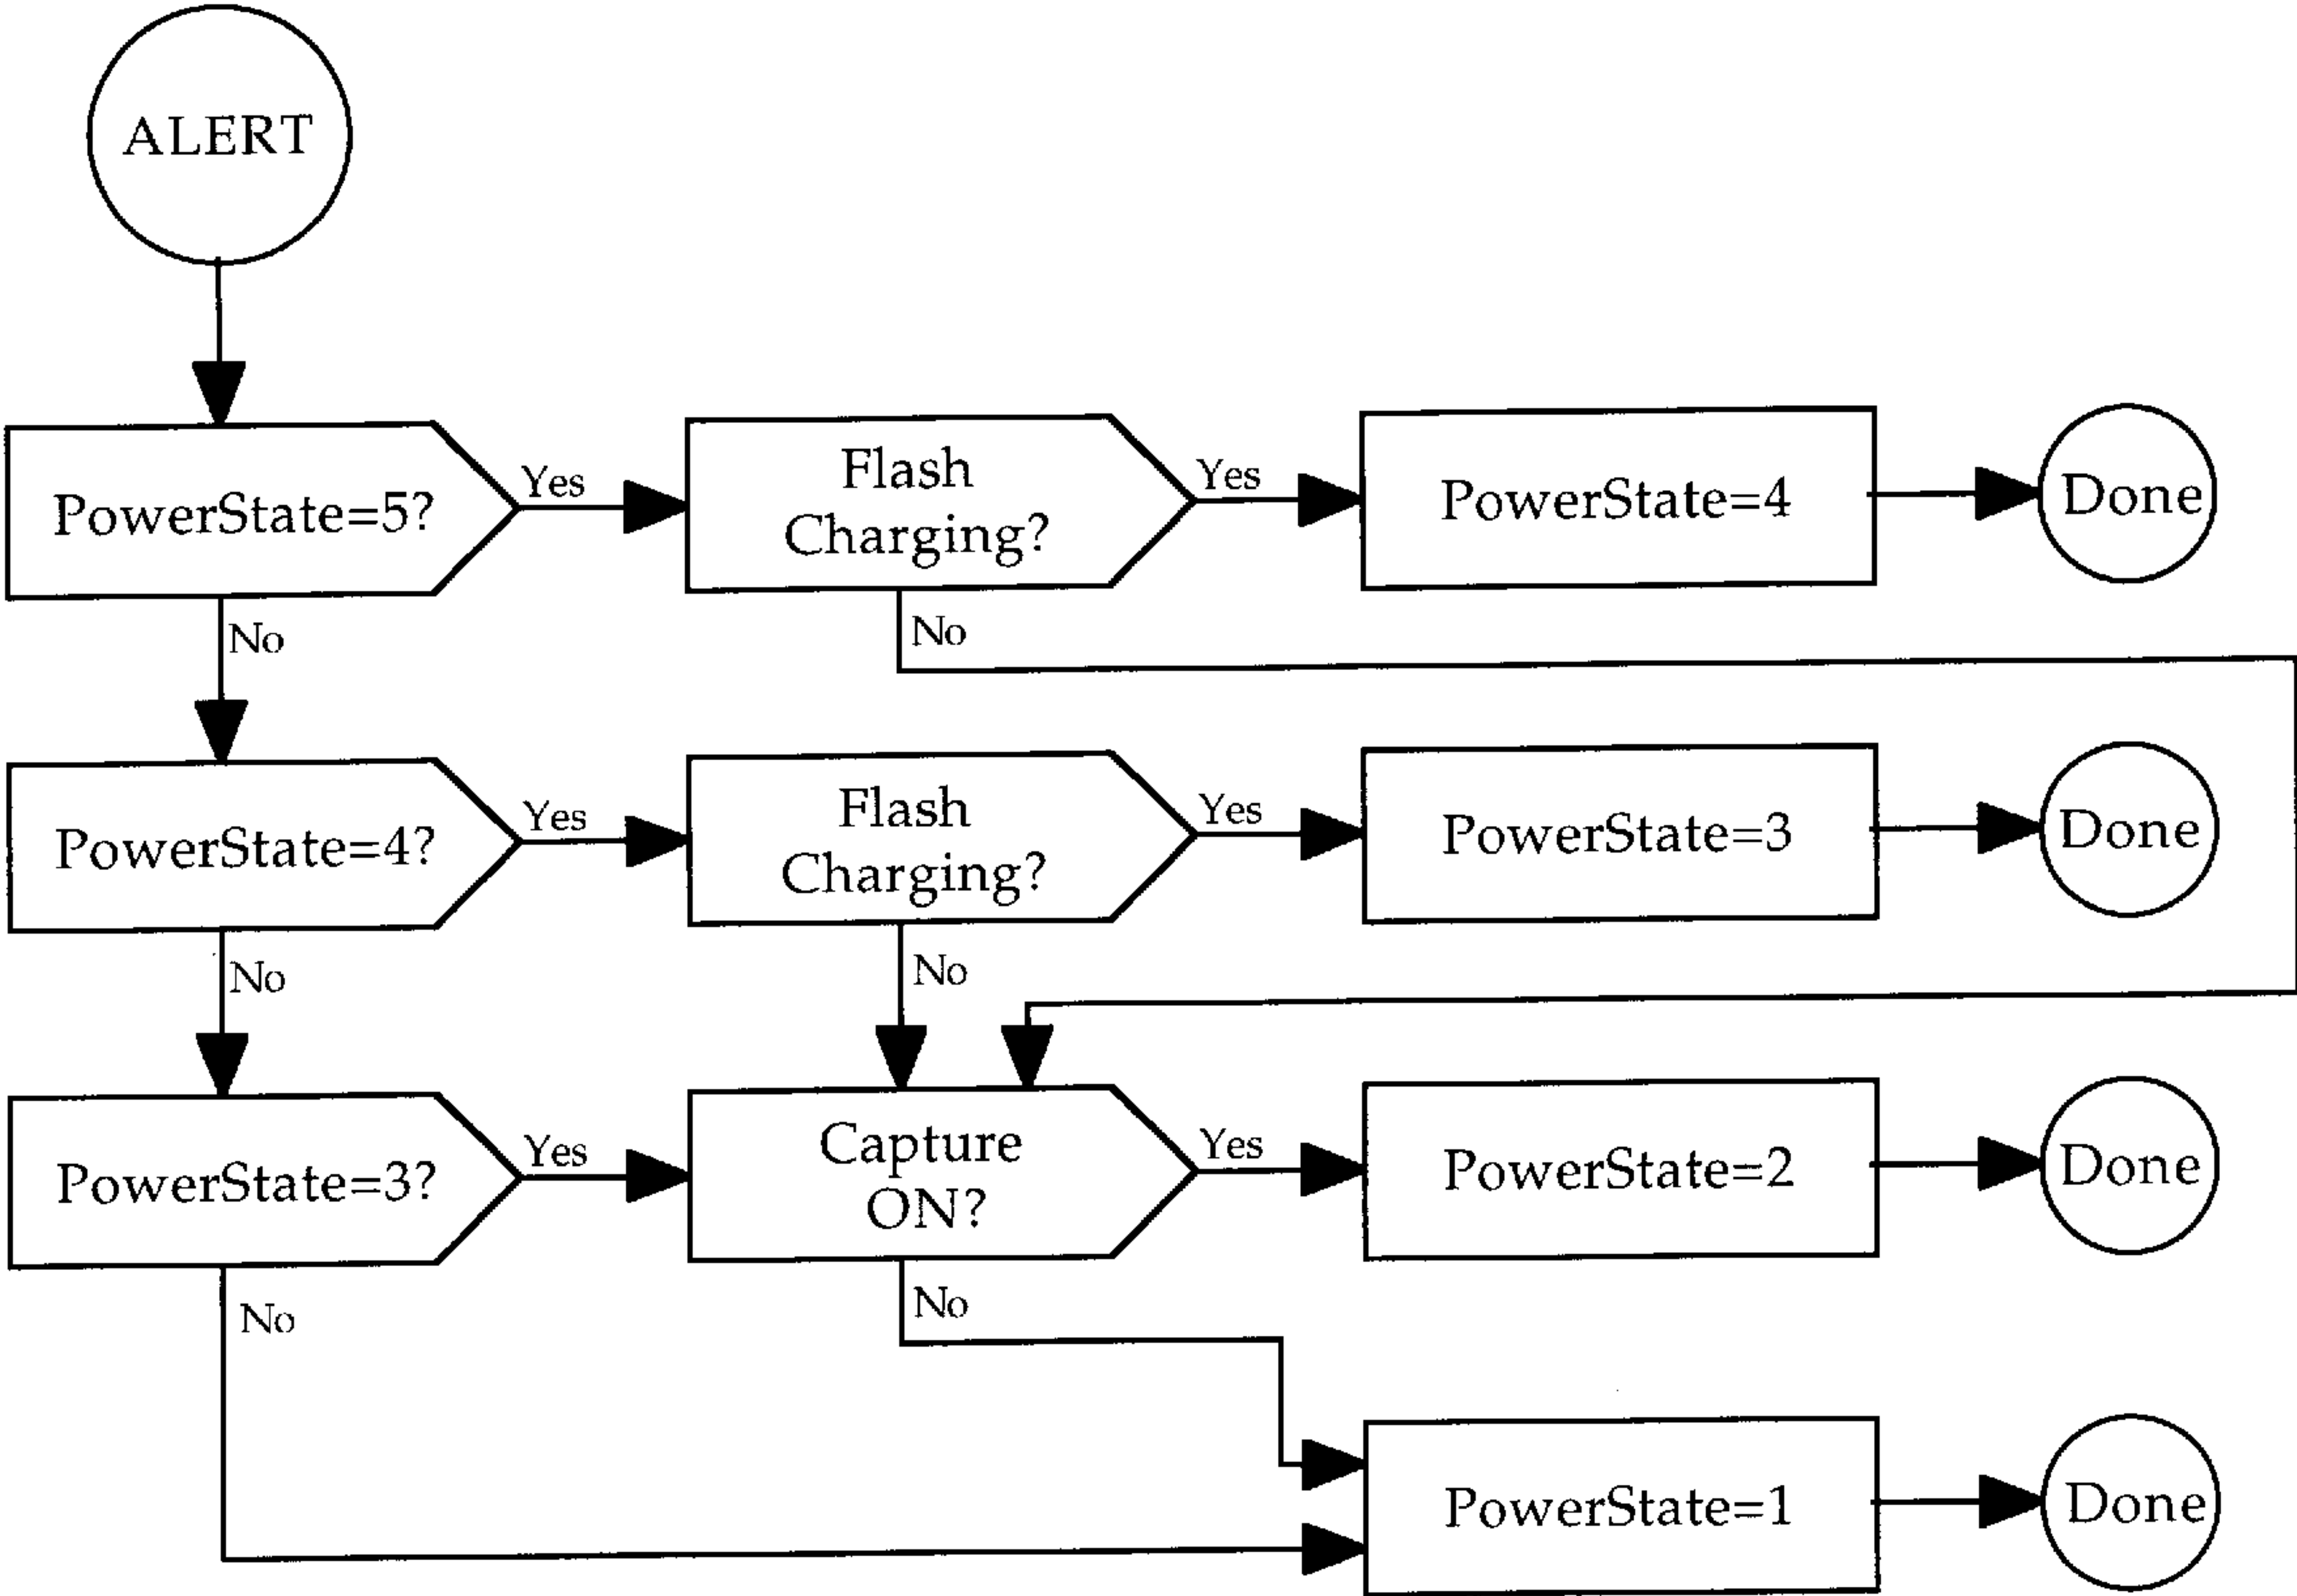 ALERT
PowerState=5?
Yes
Flash
Charging?
Yes
PowerState=4
Done
No
No
PowerState=4?
Yes
Flash
Charging?
Yes
PowerState=3
Done
No
No
PowerState=3?
Yes
Capture
ON?
Yes
PowerState=2
Done
No
No
PowerState=1
Done